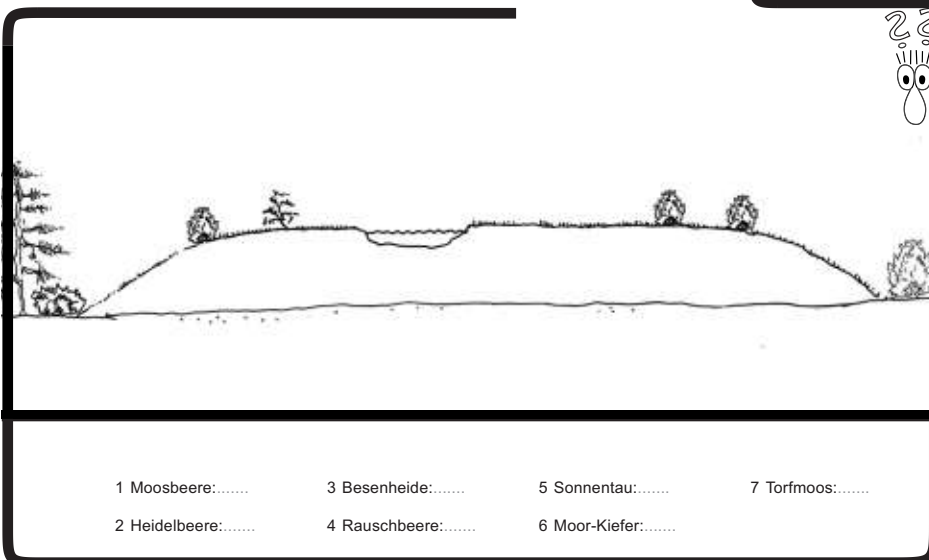 1 Moosbeere:....... 3 Besenheide:....... 5 Sonnentau:....... 7 Torfmoos:.......
2 Heidelbeere:....... 4 Rauschbeere:....... 6 Moor-Kiefer:.......